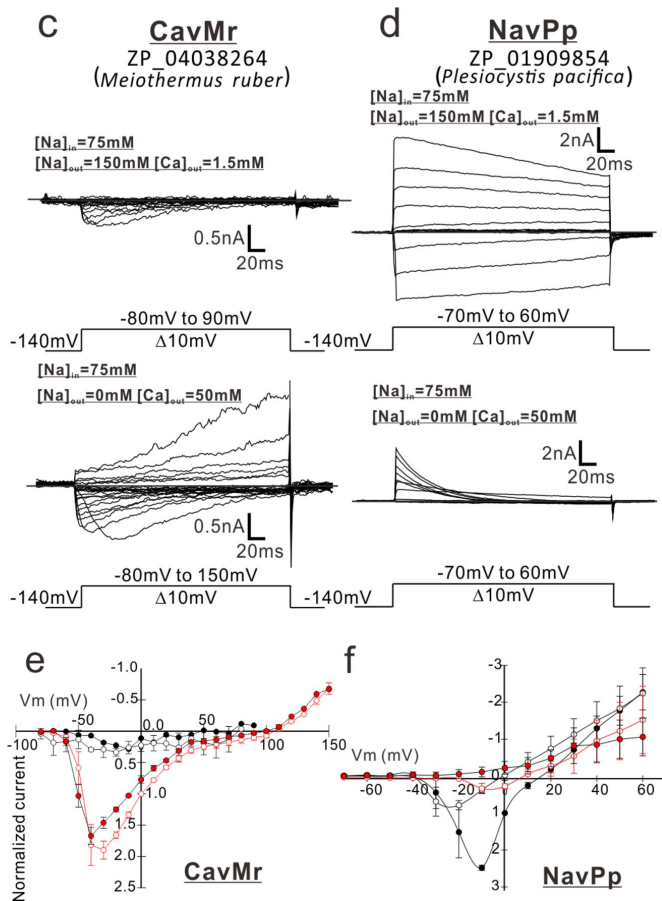 c
CavMr
ZP_04038264
(Meiothermus ruber)
[Na]in=75mM
[Na]out=150mM [Ca]out=1.5mM
0.5nA
20ms
-80mV to 90mV
-140mV
Δ10mV
-140mV
[Na]in=75mM
[Na]out=0mM [Ca]out=50mM
0.5nA
20ms
-80mV to 150mV
-140mV
Δ10mV
-140mV
d
NavPp
ZP_01909854
(Plesiocystis pacifica)
[Na]in=75mM
[Na]out=150mM [Ca]out=1.5mM
2nA
20ms
-70mV to 60mV
Δ10mV
[Na]in=75mM
[Na]out=0mM [Ca]out=50mM
2nA
20ms
-70mV to 60mV
Δ10mV
e
-1.0
Vm (mV)
-0.5
-100
-50
0.0
50
100
150
0.5
1.0
1.5
2.0
2.5
Normalized current
CavMr
f
-3
-2
-1
Vm (mV)
0
-60
-40
-20
0
20
40
60
1
2
3
NavPp